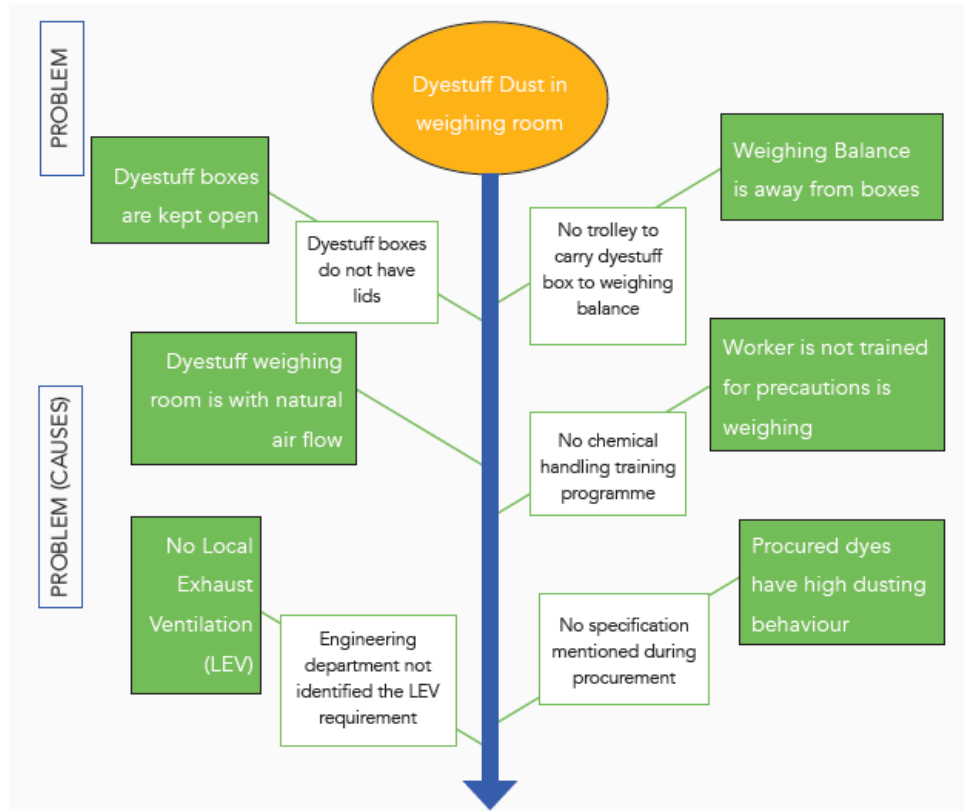 PROBLEM
Dyestuff Dust in
weighing room
Dyestuff boxes
are kept open
Weighing Balance
is away from boxes
Dyestuff boxes
do not have
lids
No trolley to
carry dyestuff
box to weighing
balance
PROBLEM (CAUSES)
Dyestuff weighing
room is with natural
air flow
Worker is not trained
for precautions is
weighing
No chemical
handling training
programme
No Local
Exhaust
Ventilation
(LEV)
Engineering
department not
identified the LEV
requirement
Procured dyes
have high dusting
behaviour
No specification
mentioned during
procurement